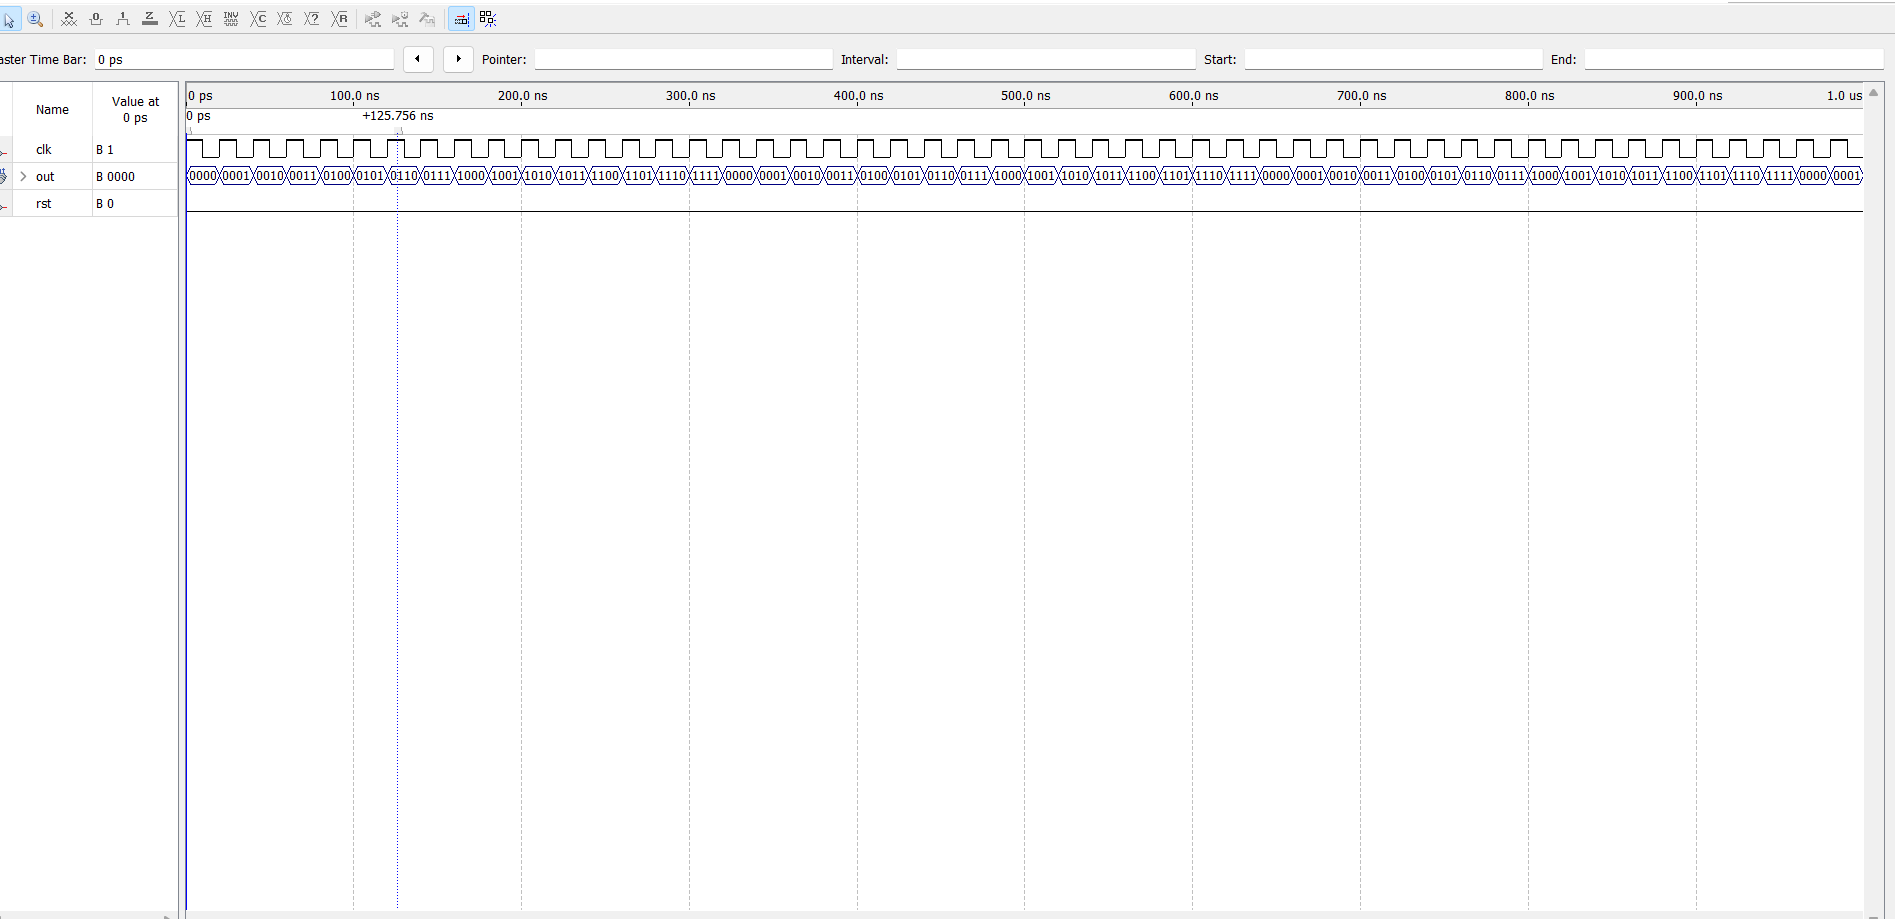 aster Time Bar: 0 ps Pointer: Interval: Start: End:
Name Value at 0 ps
0 ps 100.0 ns 200.0 ns 300.0 ns 400.0 ns 500.0 ns 600.0 ns 700.0 ns 800.0 ns 900.0 ns 1.0 us
0 ps +125.756 ns
clk B 1
out B 0000 0000 0001 0010 0011 0100 0101 0110 0111 1000 1001 1010 1011 1100 1101 1110 1111 0000 0001 0010 0011 0100 0101 0110 0111 1000 1001 1010 1011 1100 1101 1110 1111 0000 0001 0010 0011 0100 0101 0110 0111 1000 1001 1010 1011 1100 1101 1110 1111 0000 0001
rst B 0